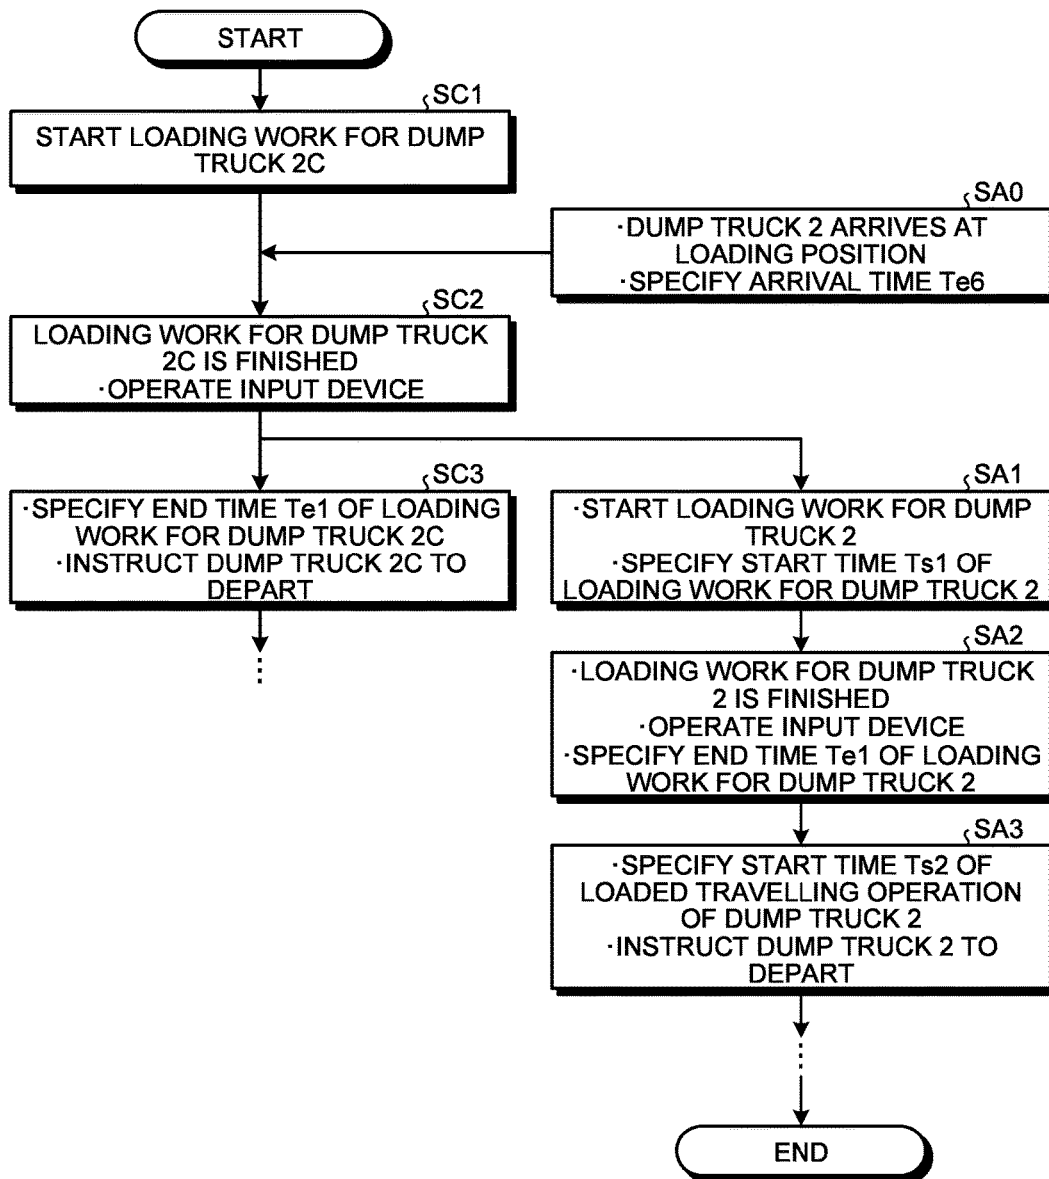 START
SC1
START LOADING WORK FOR DUMP
TRUCK 2C
SA0
·DUMP TRUCK 2 ARRIVES AT
LOADING POSITION
·SPECIFY ARRIVAL TIME Te6
SC2
LOADING WORK FOR DUMP TRUCK
2C IS FINISHED
·OPERATE INPUT DEVICE
SC3
·SPECIFY END TIME Te1 OF LOADING
WORK FOR DUMP TRUCK 2C
·INSTRUCT DUMP TRUCK 2C TO
DEPART
SA1
·START LOADING WORK FOR DUMP
TRUCK 2
·SPECIFY START TIME Ts1 OF
LOADING WORK FOR DUMP TRUCK 2
SA2
·LOADING WORK FOR DUMP TRUCK
2 IS FINISHED
·OPERATE INPUT DEVICE
·SPECIFY END TIME Te1 OF LOADING
WORK FOR DUMP TRUCK 2
SA3
·SPECIFY START TIME Ts2 OF
LOADED TRAVELLING OPERATION
OF DUMP TRUCK 2
·INSTRUCT DUMP TRUCK 2 TO
DEPART
END